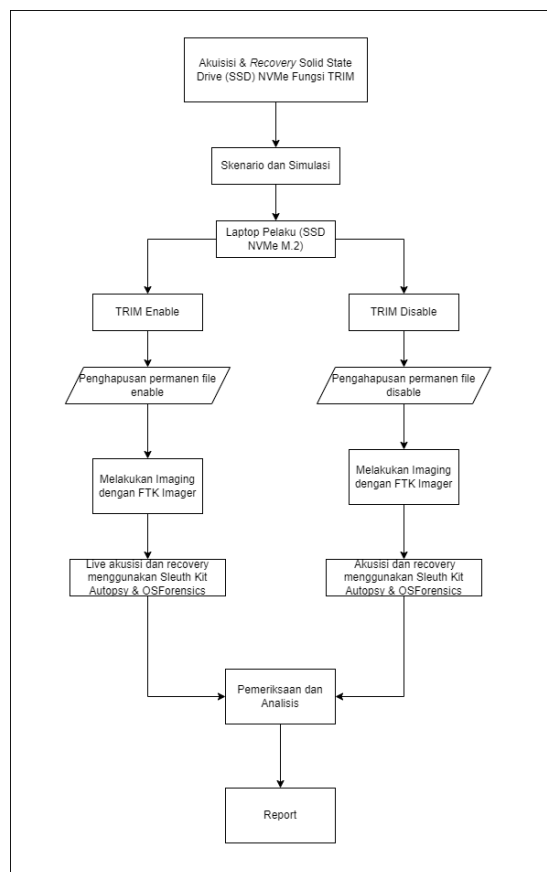 Akuisisi & Recovery Solid State
Drive (SSD) NVMe Fungsi TRIM
Skenario dan Simulasi
Laptop Pelaku (SSD
NVMe M.2)
TRIM Enable
TRIM Disable
Penghapusan permanen file
enable
Pengahapusan permanen file
disable
Melakukan Imaging
dengan FTK Imager
Melakukan Imaging
dengan FTK Imager
Live akusisi dan recovery
menggunakan Sleuth Kit
Autopsy & OSForensics
Akusisi dan recovery
menggunakan Sleuth Kit
Autopsy & OSForensics
Pemeriksaan dan
Analisis
Report